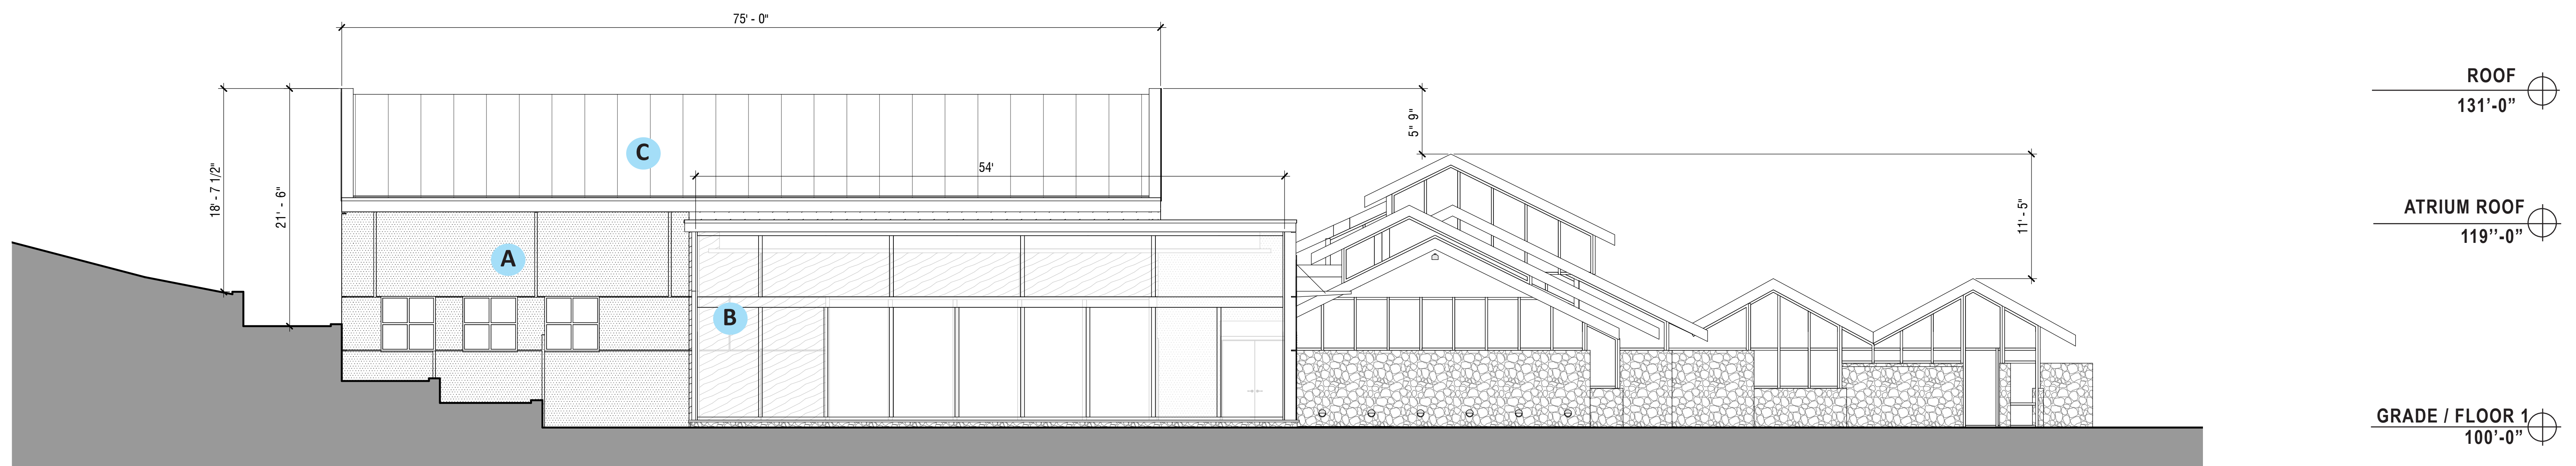 75' - 0"
ROOF
131'-0"
18' - 7 1/2"
21' - 6"
C
54'
5" 9"
11' - 5"
ATRIUM ROOF
119''-0"
A
B
GRADE / FLOOR 1
100'-0"